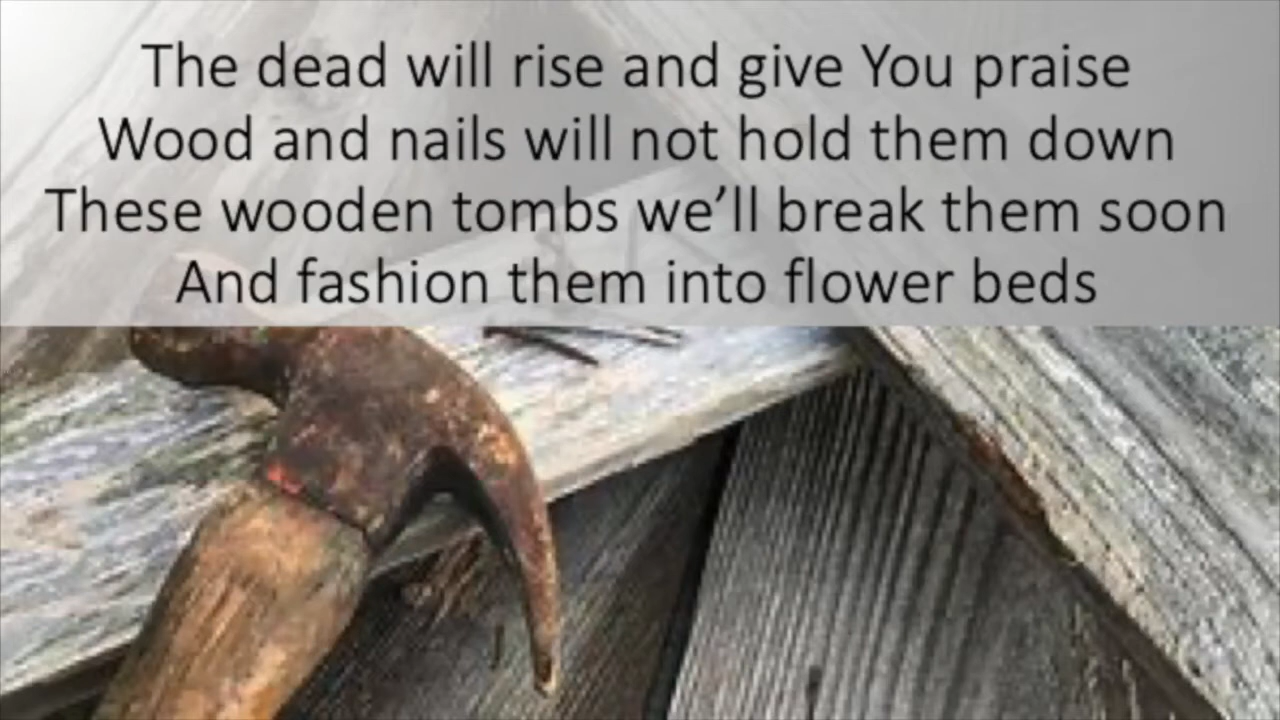 The dead will rise and give You praise
Wood and nails will not hold them down
These wooden tombs we’ll break them soon
And fashion them into flower beds